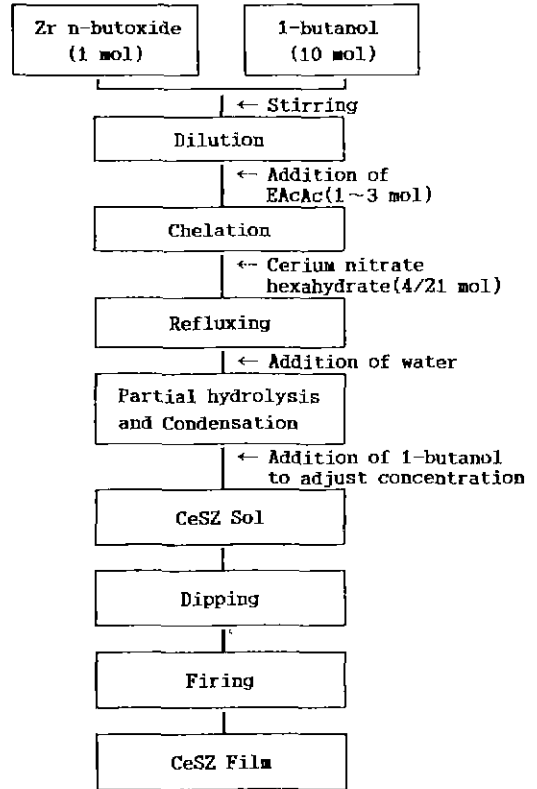 Zr n-butoxide
(1 mol)
1-butanol
(10 mol)
← Stirring
Dilution
← Addition of
EAcAc(1~3 mol)
Chelation
← Cerium nitrate
hexahydrate(4/21 mol)
Refluxing
← Addition of water
Partial hydrolysis
and Condensation
← Addition of 1-butanol
to adjust concentration
CeSZ Sol
Dipping
Firing
CeSZ Film